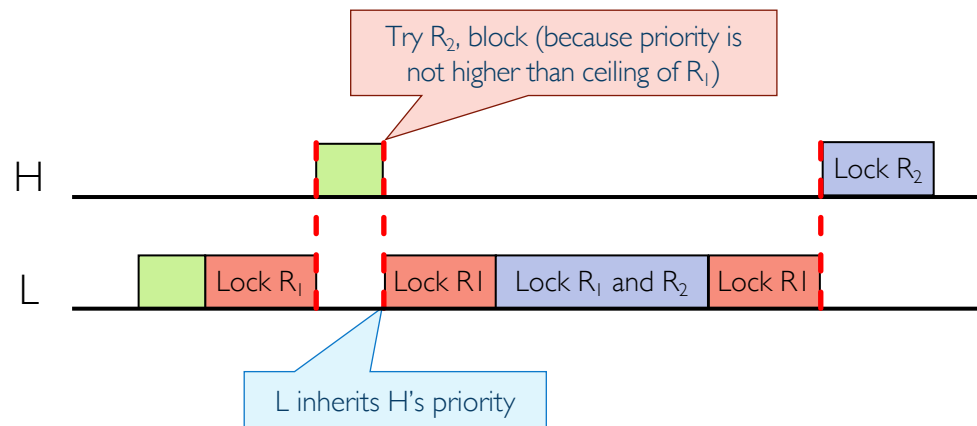 Try R₂, block (because priority is
not higher than ceiling of R₁)
H
Lock R₂
L
Lock R₁
Lock R1
Lock R₁ and R₂
Lock R1
L inherits H's priority